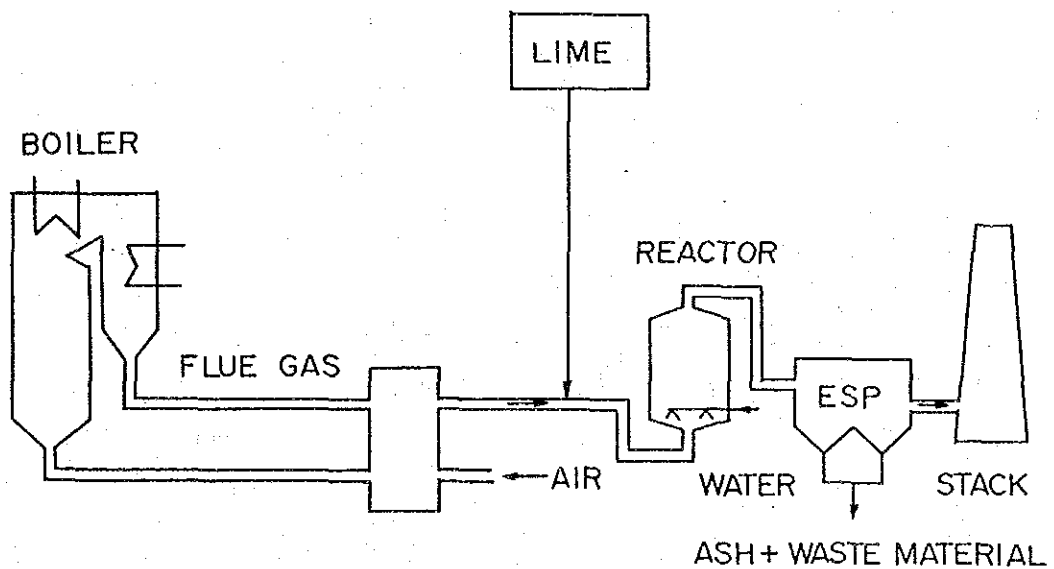 LIME
BOILER
REACTOR
FLUE GAS
ESP
AIR
WATER
STACK
ASH + WASTE MATERIAL